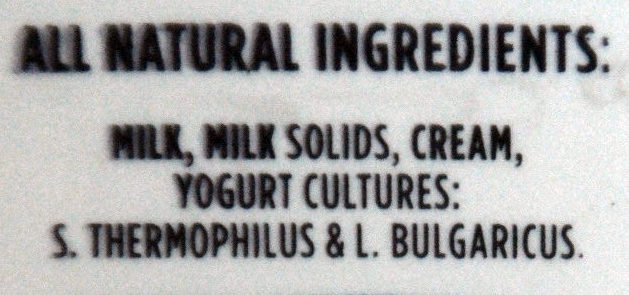 ALL NATURAL INGREDIENTS:
MILK, MILK SOLIDS, CREAM,
YOGURT CULTURES:
S. THERMOPHILUS & L. BULGARICUS.